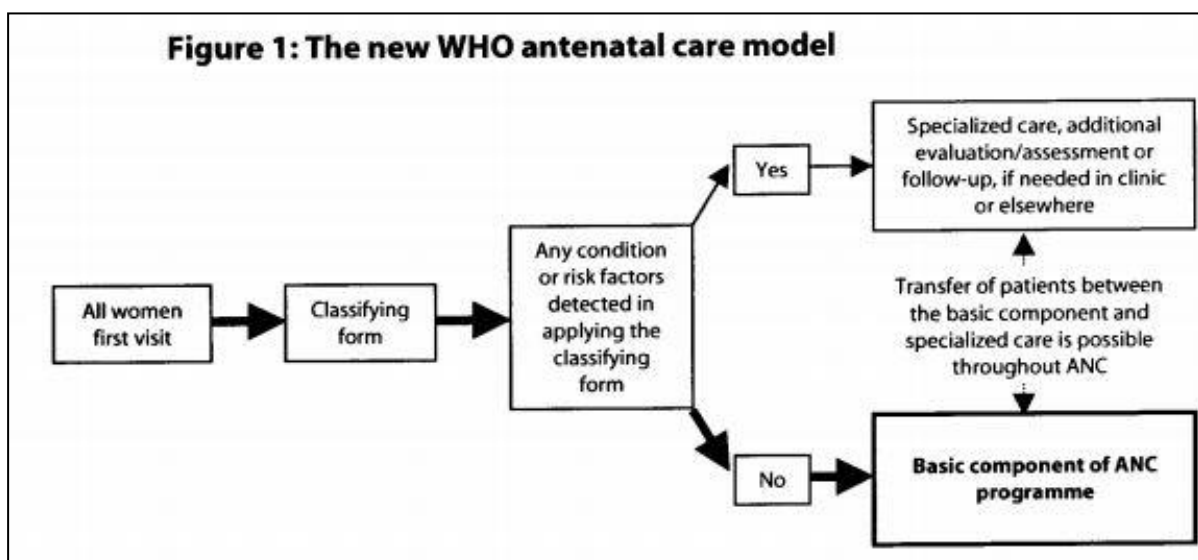 Figure 1: The new WHO antenatal care model
All women
first visit
Classifying
form
Any condition
or risk factors
detected in
applying the
classifying
form
Yes
Specialized care, additional
evaluation/assessment or
follow-up, if needed in clinic
or elsewhere
Transfer of patients between
the basic component and
specialized care is possible
throughout ANC
No
Basic component of ANC
programme